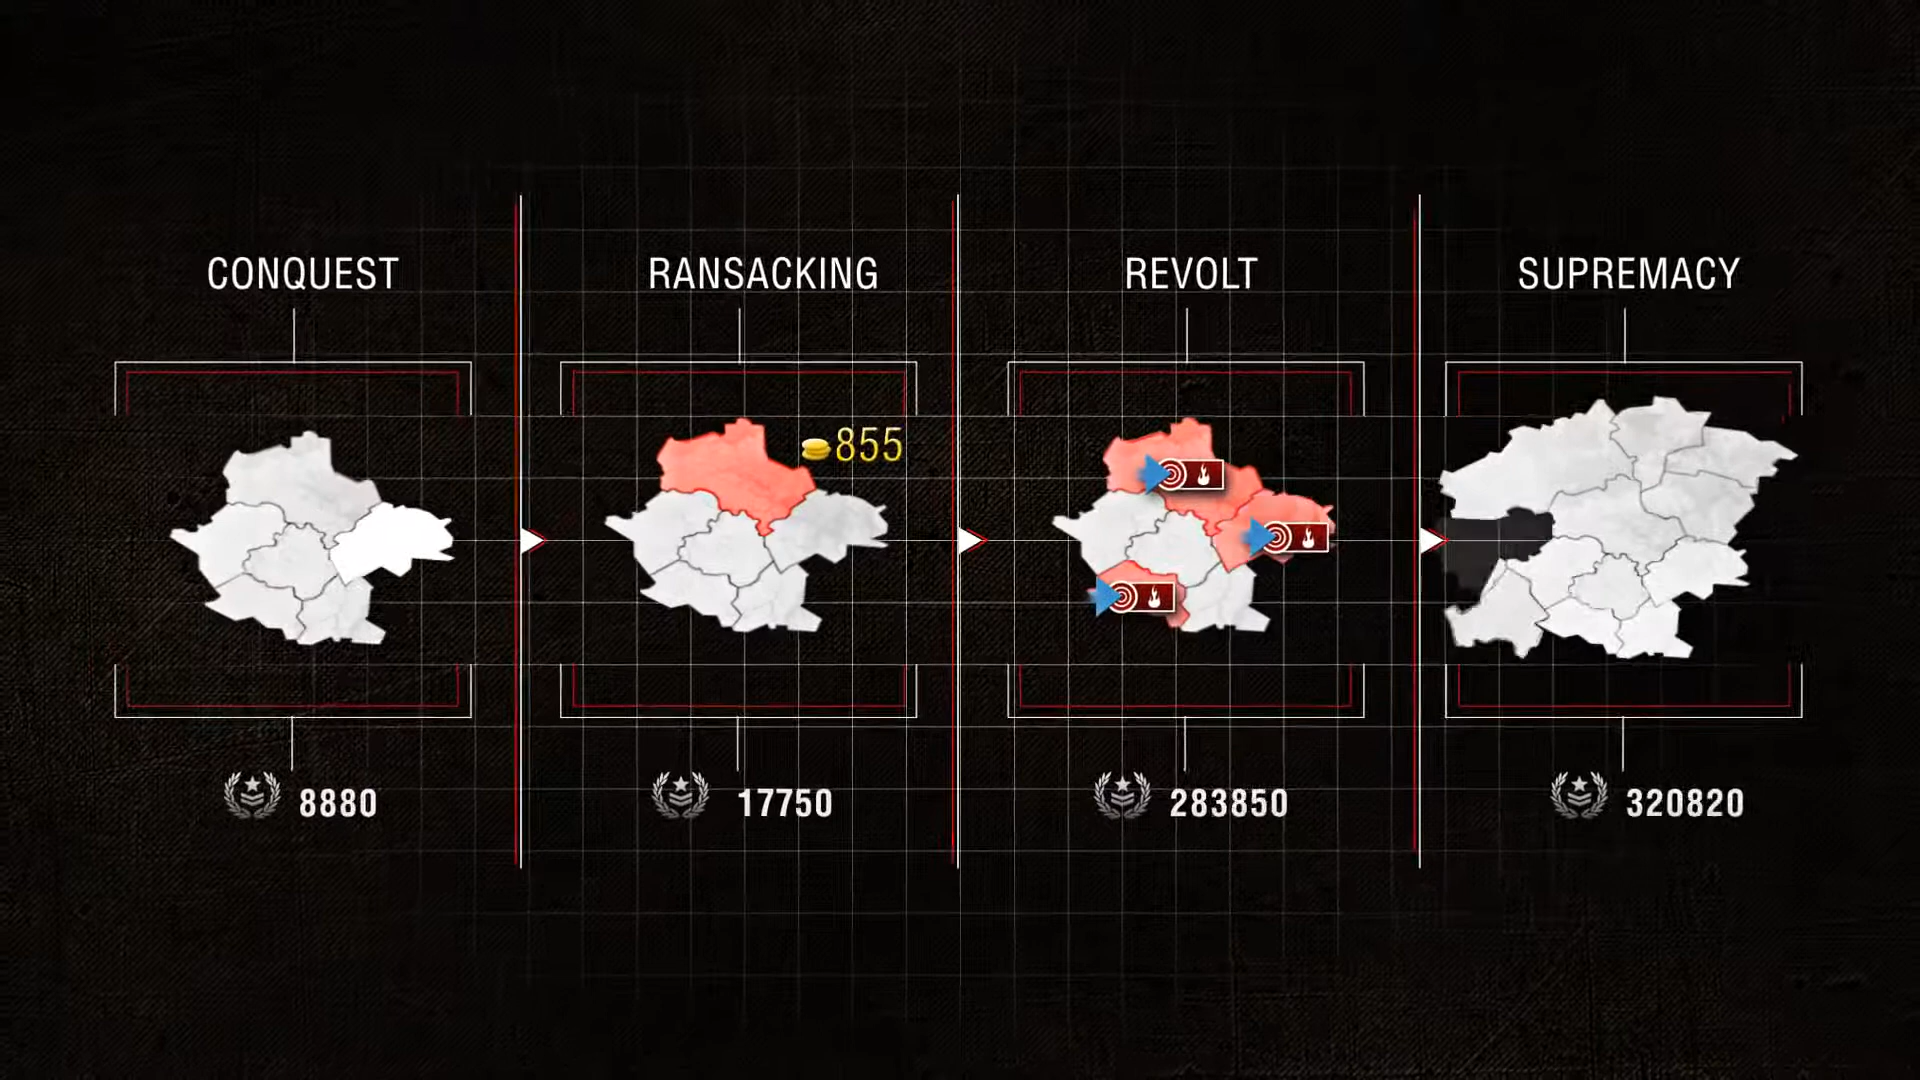 CONQUEST
RANSACKING
REVOLT
SUPREMACY
855
8880
17750
283850
320820